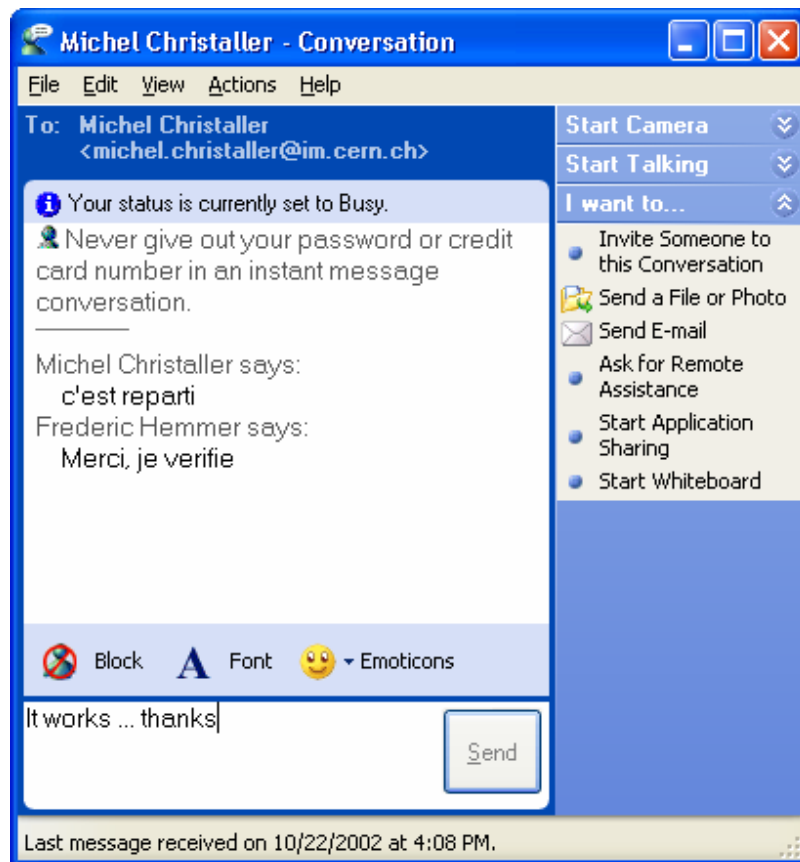 Michel Christaller - Conversation
File Edit View Actions Help
To: Michel Christaller
<michel.christaller@im.cern.ch>
Your status is currently set to Busy.
Never give out your password or credit
card number in an instant message
conversation.
Michel Christaller says:
c'est reparti
Frederic Hemmer says:
Merci, je verifie
Block A Font Emoticons
It works ... thanks
Send
Start Camera
Start Talking
I want to...
Invite Someone to
this Conversation
Send a File or Photo
Send E-mail
Ask for Remote
Assistance
Start Application
Sharing
Start Whiteboard
Last message received on 10/22/2002 at 4:08 PM.